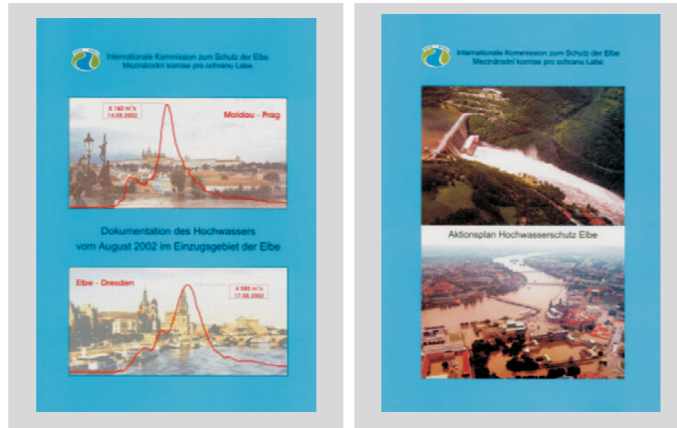 Internationale Kommission zum Schutz der Elbe
Mezinárodní komise pro ochranu Labe
5 160 m³/s
14.08.2002
Moldau - Prag
Dokumentation des Hochwassers
vom August 2002 im Einzugsgebiet der Elbe
Elbe - Dresden
4 580 m³/s
17.08.2002
Internationale Kommission zum Schutz der Elbe
Mezinárodní komise pro ochranu Labe
Aktionsplan Hochwasserschutz Elbe